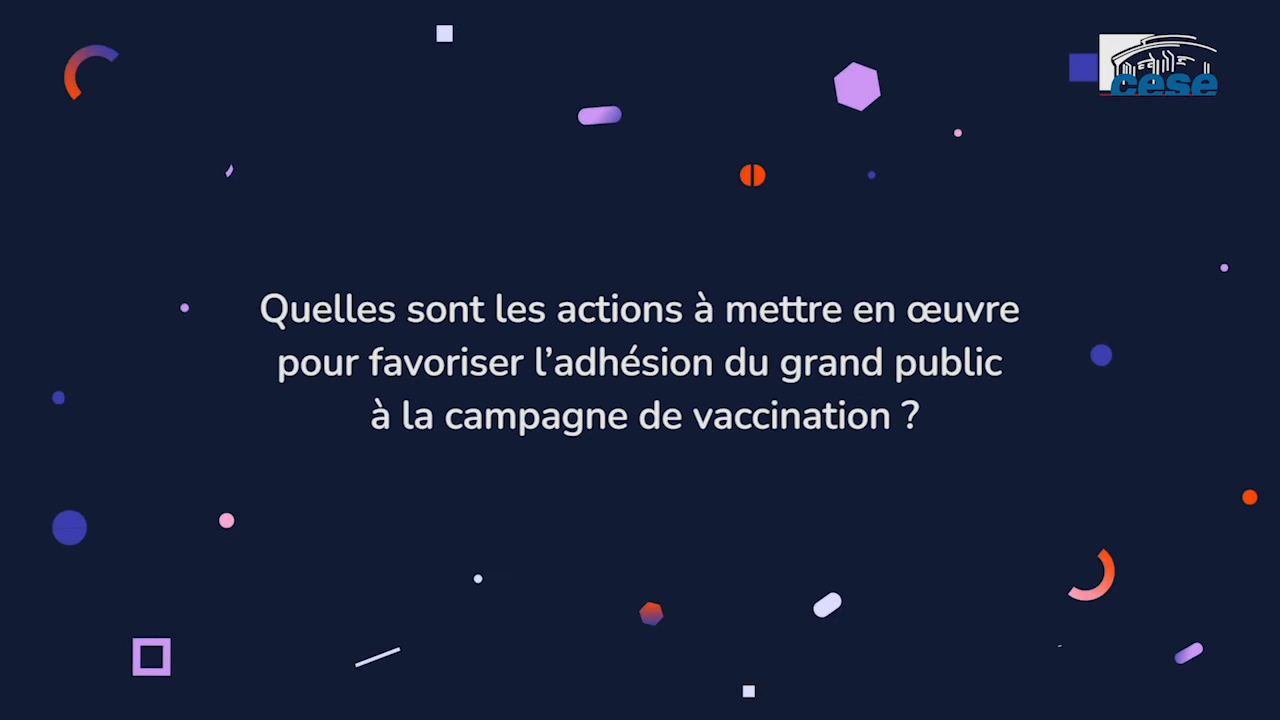 cese
Quelles sont les actions à mettre en œuvre
pour favoriser l’adhésion du grand public
à la campagne de vaccination ?